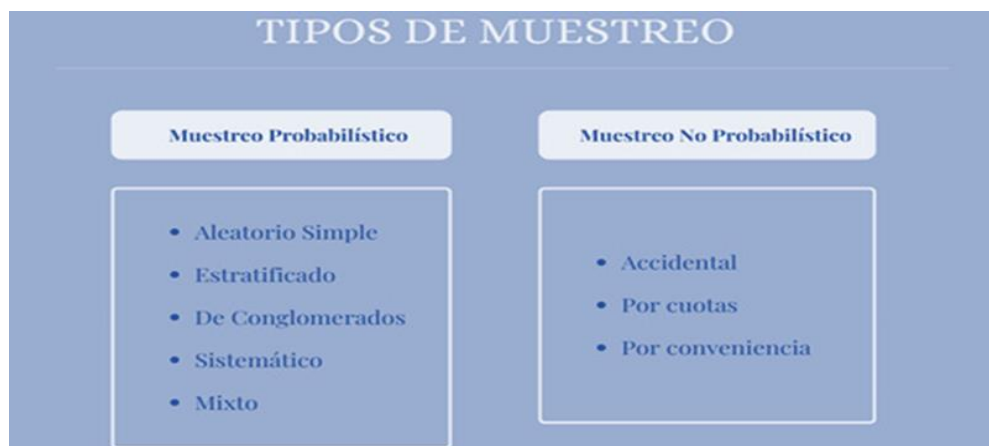 TIPOS DE MUESTREO
Muestreo Probabilístico
• Aleatorio Simple
• Estratificado
• De Conglomerados
• Sistemático
• Mixto
Muestreo No Probabilístico
• Accidental
• Por cuotas
• Por conveniencia